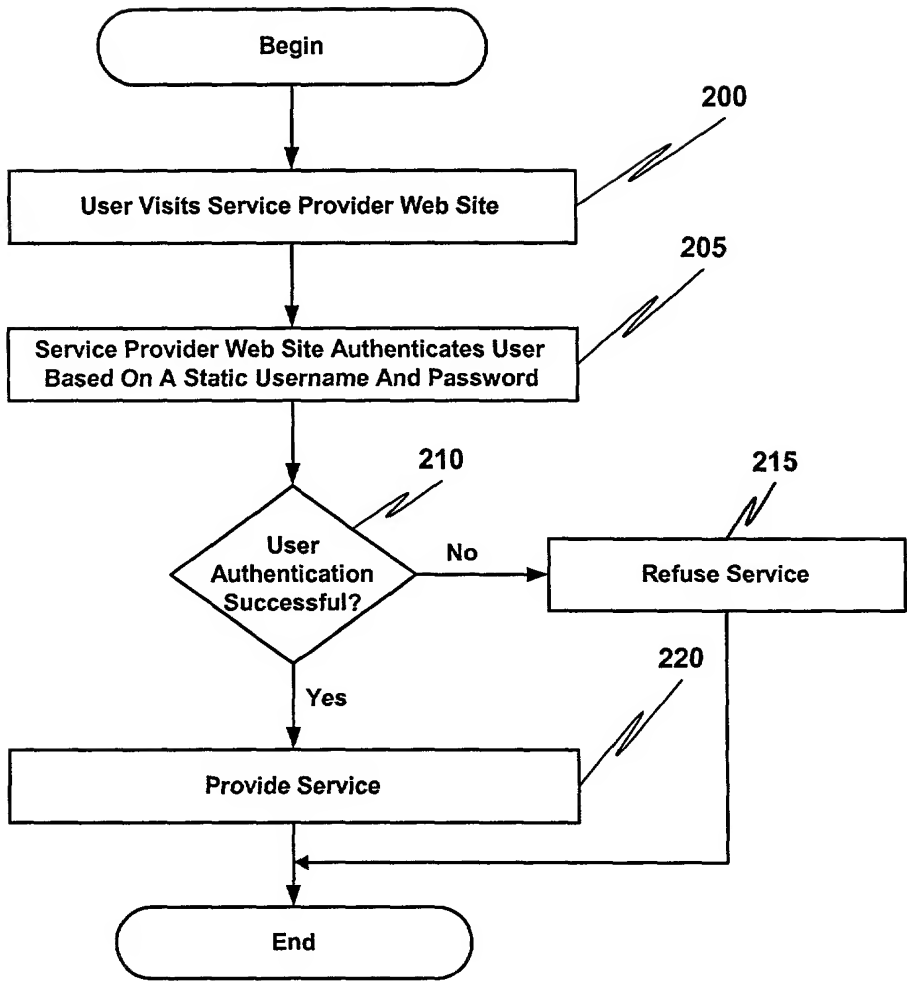 Begin
200
User Visits Service Provider Web Site
205
Service Provider Web Site Authenticates User
Based On A Static Username And Password
210
215
User
Authentication
Successful?
No
Refuse Service
220
Yes
Provide Service
End